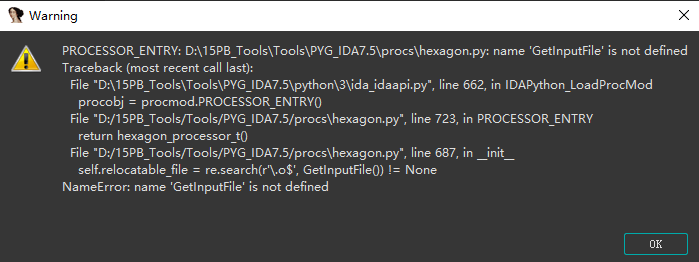 Warning
PROCESSOR_ENTRY: D:\15PB_Tools\Tools\PYG_IDA7.5\procs\hexagon.py: name 'GetInputFile' is not defined
Traceback (most recent call last):
File "D:\15PB_Tools\Tools\PYG_IDA7.5\python\3\ida_idaapi.py", line 662, in IDAPython_LoadProcMod
procobj = procmod.PROCESSOR_ENTRY()
File "D:/15PB_Tools/Tools/PYG_IDA7.5/procs\hexagon.py", line 723, in PROCESSOR_ENTRY
return hexagon_processor_t()
File "D:/15PB_Tools/Tools/PYG_IDA7.5/procs\hexagon.py", line 687, in __init__
self.relocatable_file = re.search(r'\.o$', GetInputFile()) != None
NameError: name 'GetInputFile' is not defined
OK